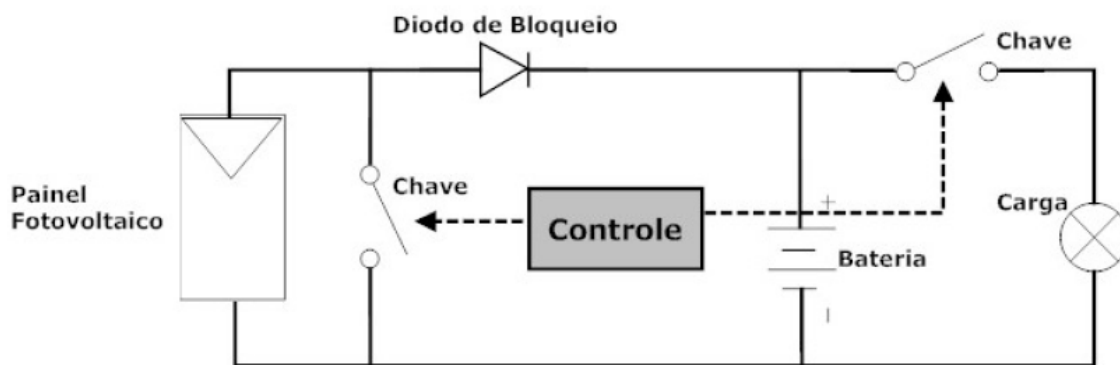 Diodo de Bloqueio
Chave
Painel
Fotovoltaico
Chave
Controle
+
Bateria
Carga